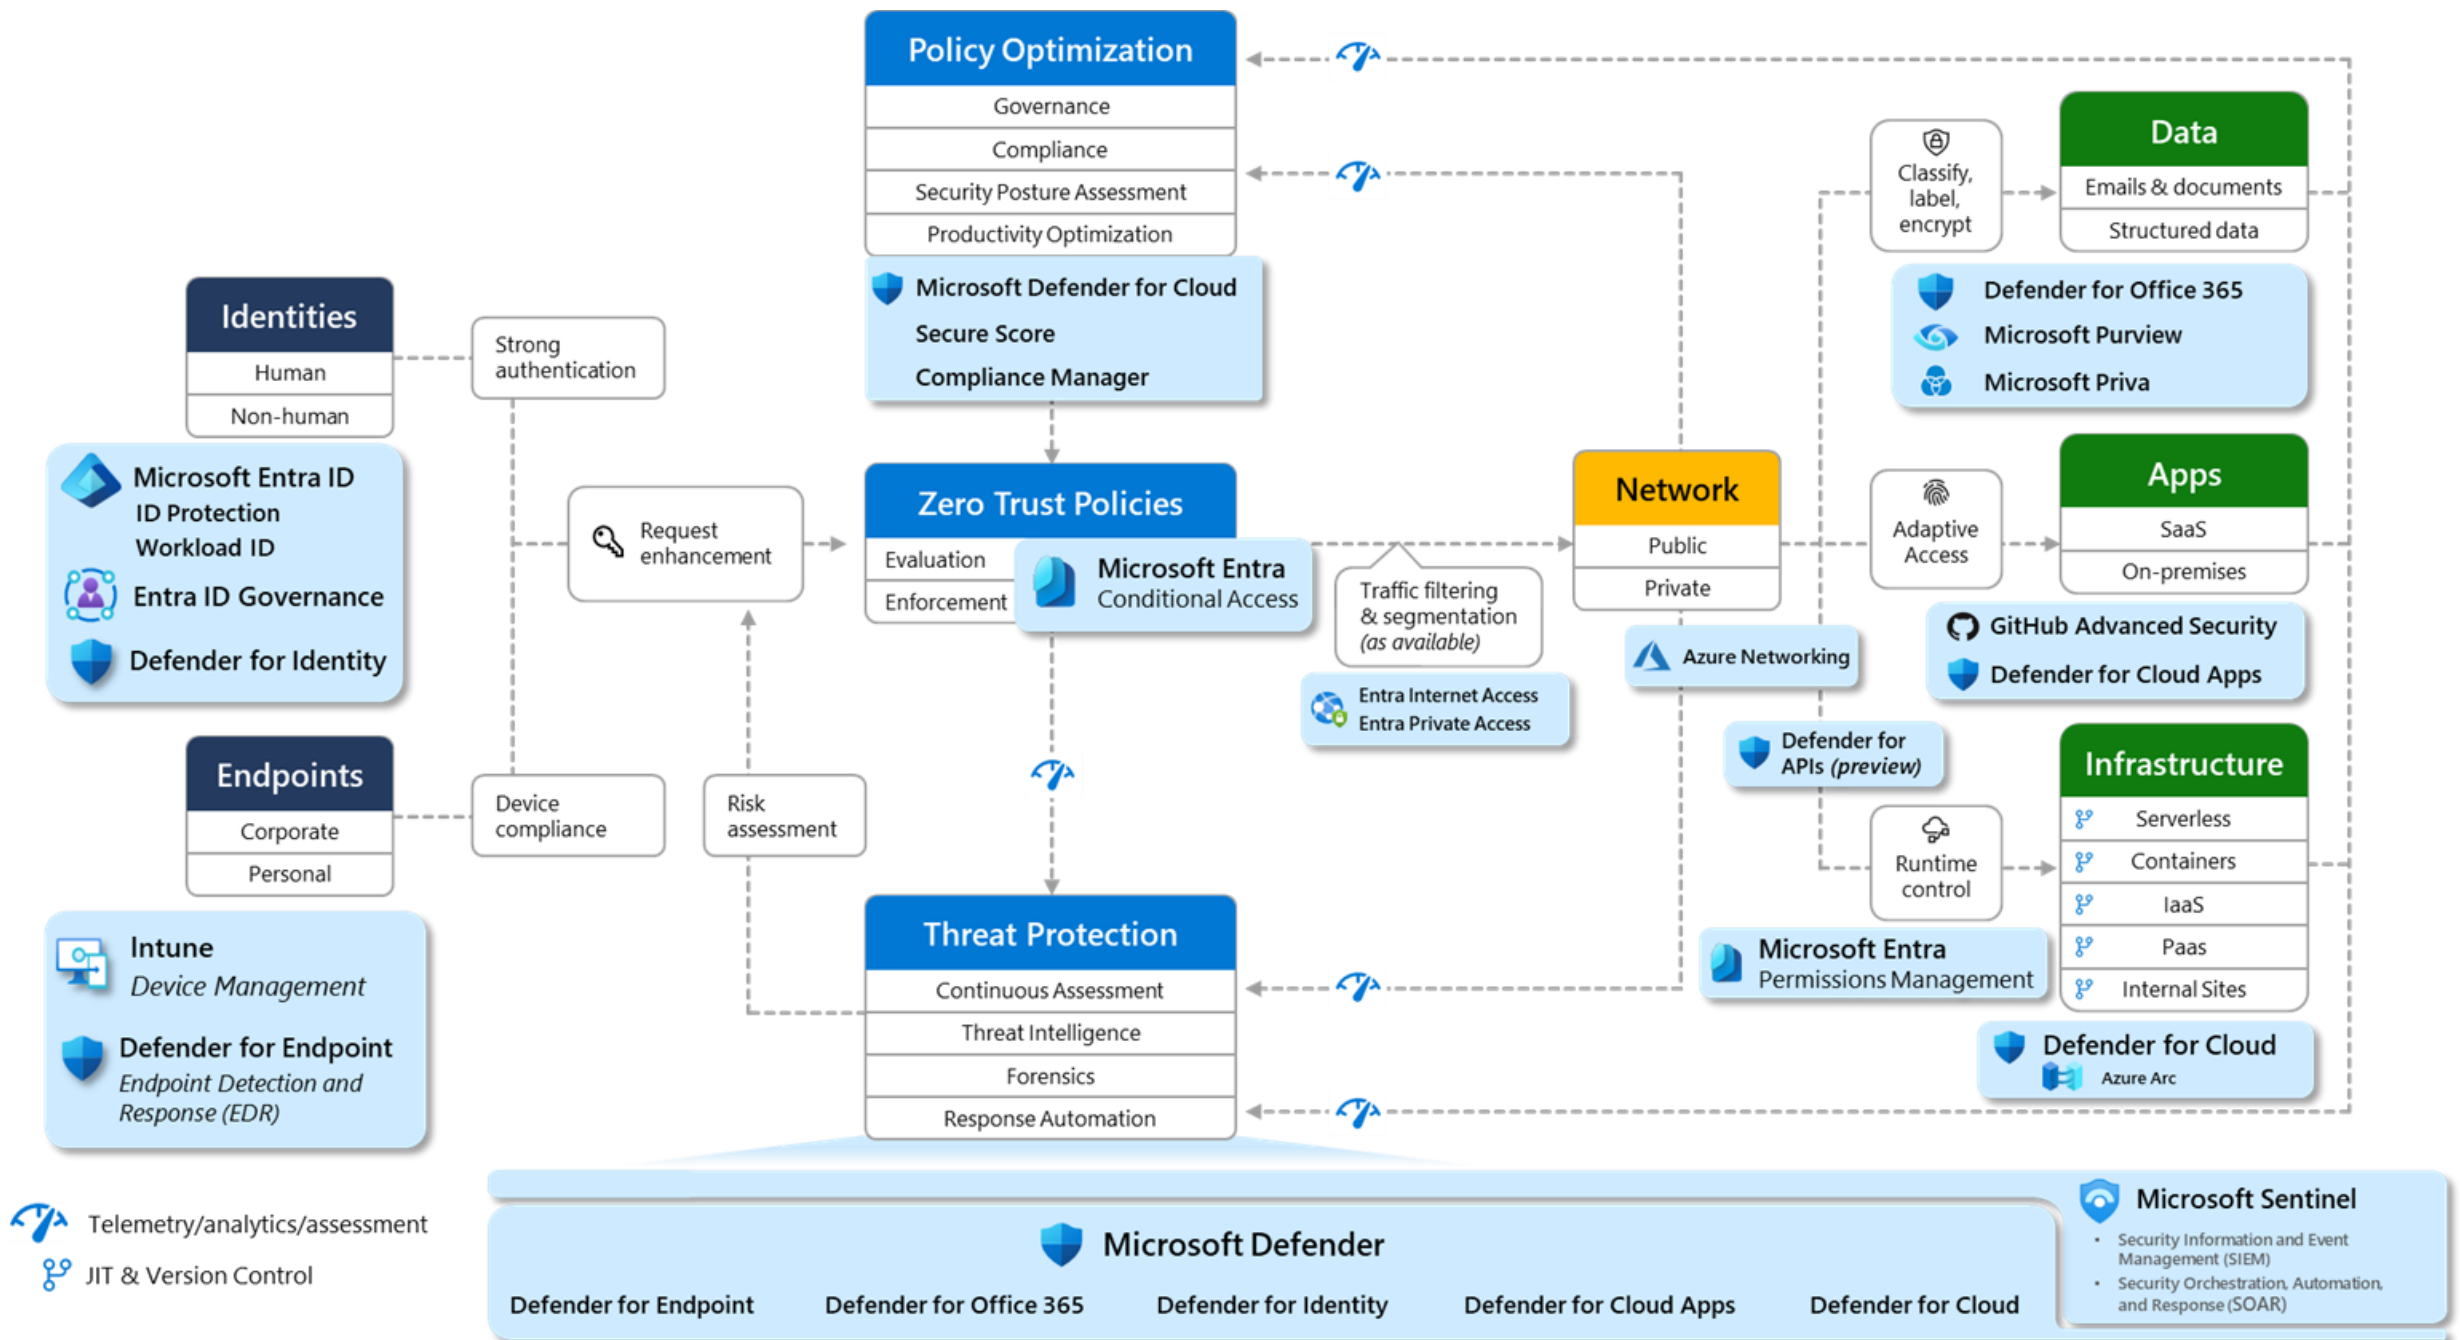 Policy Optimization
Governance
Compliance
Security Posture Assessment
Productivity Optimization
Microsoft Defender for Cloud
Secure Score
Compliance Manager
Identities
Human
Non-human
Strong
authentication
Microsoft Entra ID
ID Protection
Workload ID
Entra ID Governance
Defender for Identity
Endpoints
Corporate
Personal
Device
compliance
Intune
Device Management
Defender for Endpoint
Endpoint Detection and
Response (EDR)
Request
enhancement
Risk
assessment
Zero Trust Policies
Evaluation
Enforcement
Microsoft Entra
Conditional Access
Traffic filtering
& segmentation
(as available)
Entra Internet Access
Entra Private Access
Network
Public
Private
Azure Networking
Classify,
label,
encrypt
Data
Emails & documents
Structured data
Defender for Office 365
Microsoft Purview
Microsoft Priva
Adaptive
Access
Apps
SaaS
On-premises
GitHub Advanced Security
Defender for Cloud Apps
Defender for
APIs (preview)
Runtime
control
Infrastructure
Serverless
Containers
IaaS
Paas
Internal Sites
Microsoft Entra
Permissions Management
Defender for Cloud
Azure Arc
Threat Protection
Continuous Assessment
Threat Intelligence
Forensics
Response Automation
Telemetry/analytics/assessment
JIT & Version Control
Microsoft Defender
Defender for Endpoint
Defender for Office 365
Defender for Identity
Defender for Cloud Apps
Defender for Cloud
Microsoft Sentinel
• Security Information and Event
Management (SIEM)
• Security Orchestration, Automation,
and Response (SOAR)